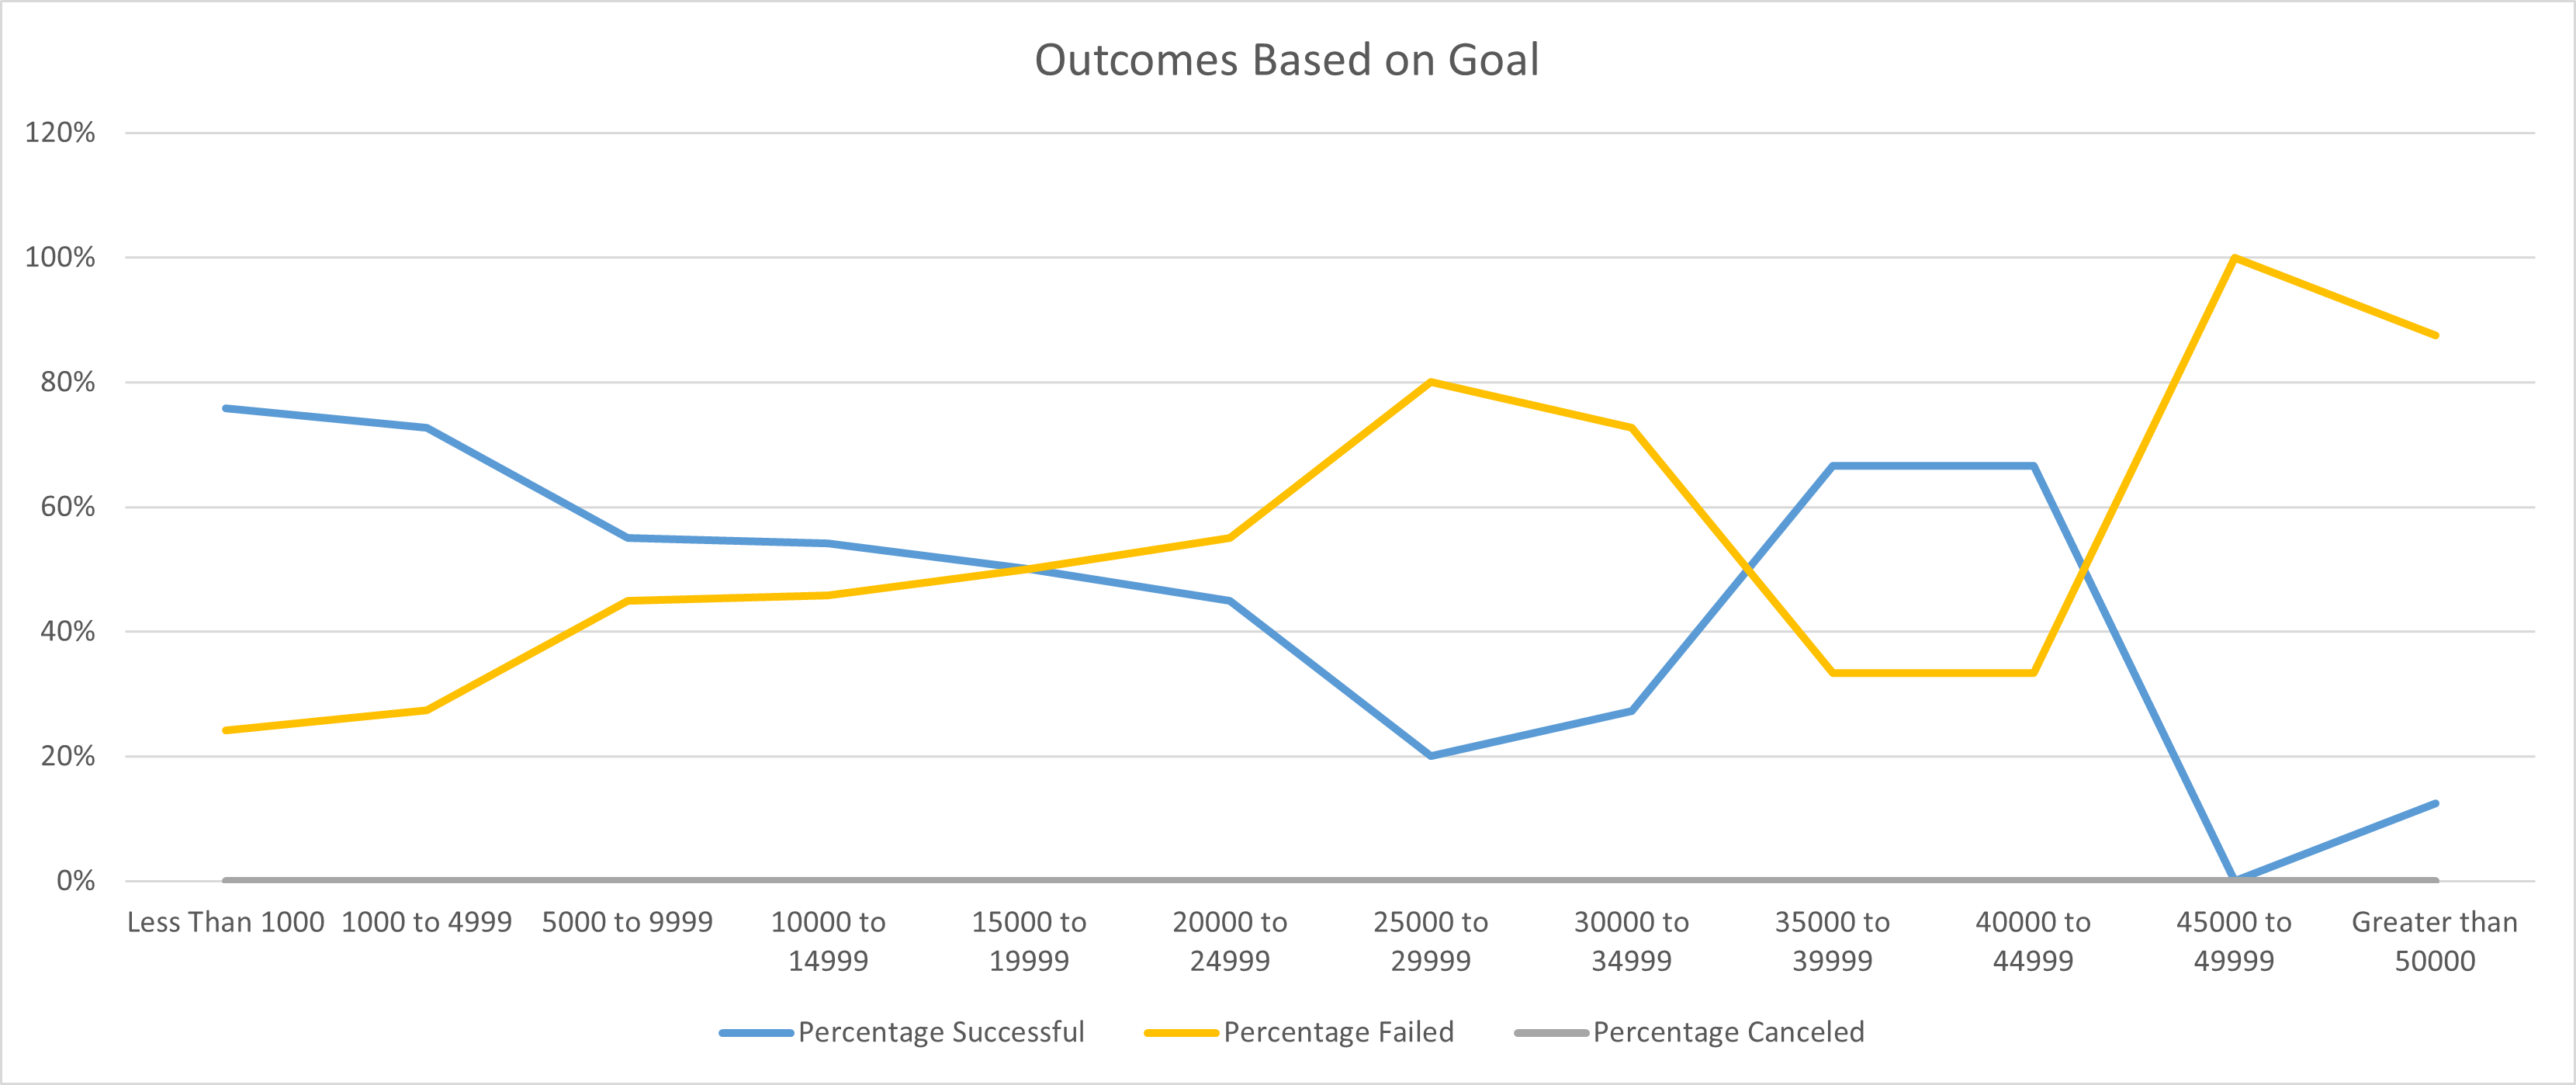 Outcomes Based on Goal
120%
100%
80%
60%
40%
20%
0%
Less Than 1000
1000 to 4999
5000 to 9999
10000 to
14999
15000 to
19999
20000 to
24999
25000 to
29999
30000 to
34999
35000 to
39999
40000 to
44999
45000 to
49999
Greater than
50000
Percentage Successful
Percentage Failed
Percentage Canceled